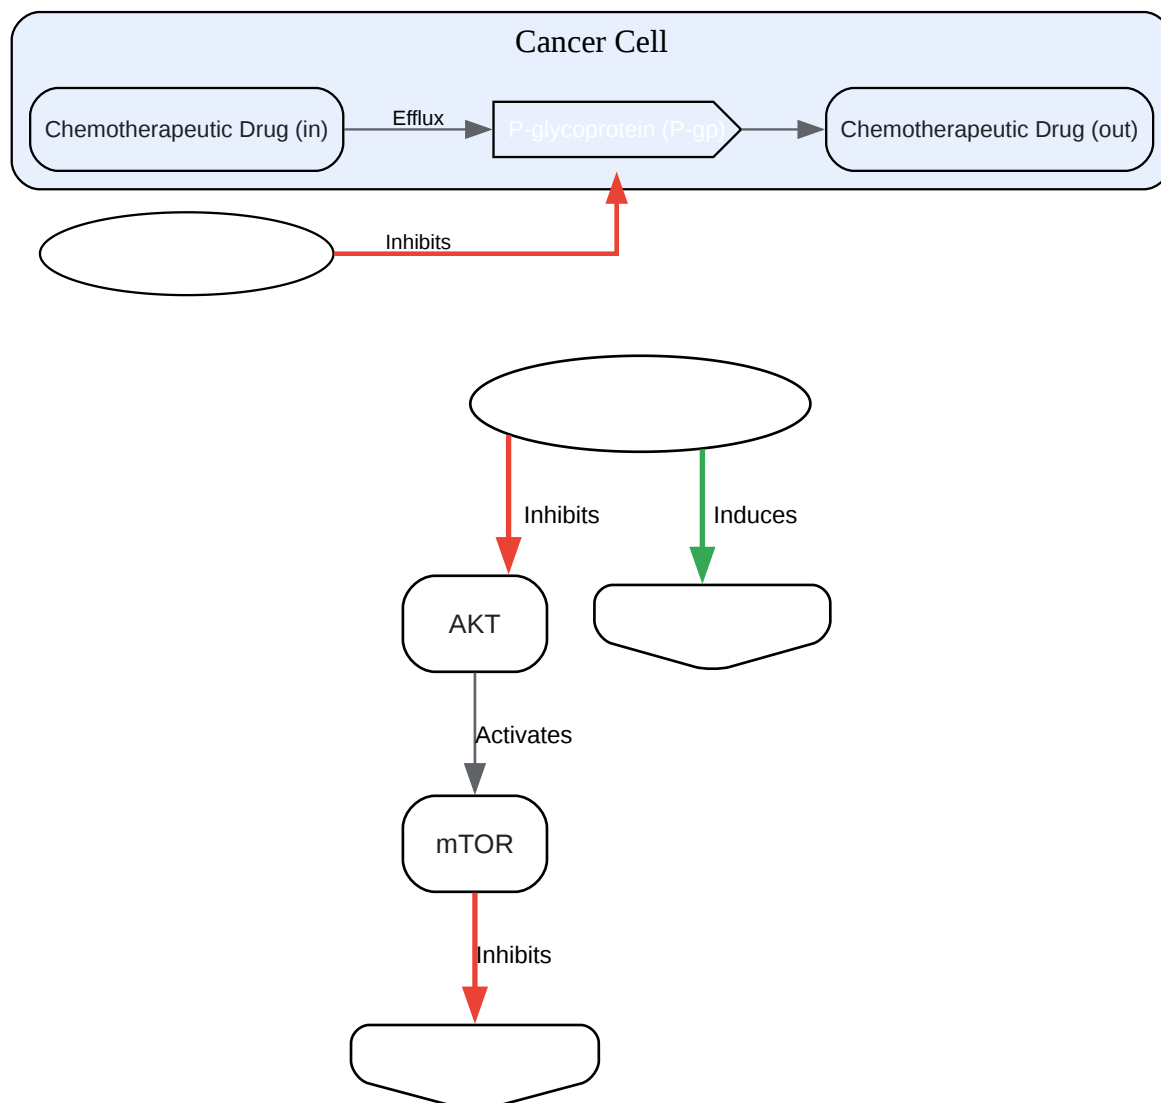 Cancer Cell
Chemotherapeutic Drug (in)
Efflux
P-glycoprotein (P-gp)
Chemotherapeutic Drug (out)
Inhibits
Inhibits
Induces
AKT
Activates
mTOR
Inhibits